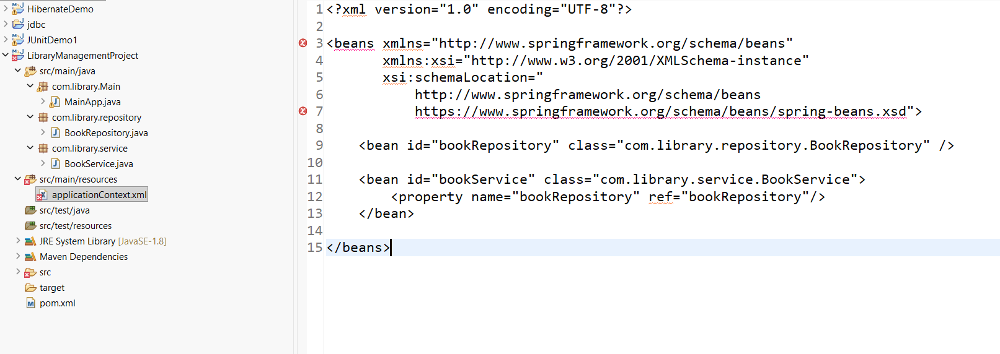 HibernateDemo
jdbc
JUnitDemo1
LibraryManagementProject
src/main/java
com.library.Main
MainApp.java
com.library.repository
BookRepository.java
com.library.service
BookService.java
src/main/resources
applicationContext.xml
src/test/java
src/test/resources
JRE System Library [JavaSE-1.8]
Maven Dependencies
src
target
pom.xml
1 <?xml version="1.0" encoding="UTF-8"?>
2
3 <beans xmlns="http://www.springframework.org/schema/beans"
4 xmlns:xsi="http://www.w3.org/2001/XMLSchema-instance"
5 xsi:schemaLocation="
6 http://www.springframework.org/schema/beans
7 https://www.springframework.org/schema/beans/spring-beans.xsd">
8
9 <bean id="bookRepository" class="com.library.repository.BookRepository" />
10
11 <bean id="bookService" class="com.library.service.BookService">
12 <property name="bookRepository" ref="bookRepository"/>
13 </bean>
14
15 </beans>